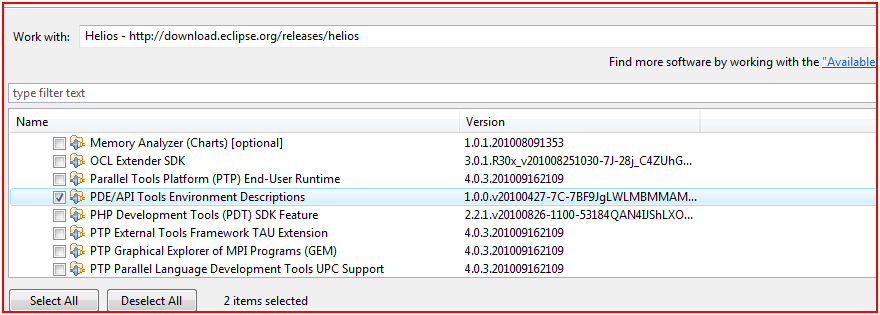 Work with: Helios - http://download.eclipse.org/releases/helios
Find more software by working with the "Available
type filter text
Name Version
Memory Analyzer (Charts) [optional] 1.0.1.201008091353
OCL Extender SDK 3.0.1.R30x_v201008251030-7J-28j_C4ZUhG...
Parallel Tools Platform (PTP) End-User Runtime 4.0.3.201009162109
PDE/API Tools Environment Descriptions 1.0.0.v20100427-7C-7BF9JgLWLMBMMAM...
PHP Development Tools (PDT) SDK Feature 2.2.1.v20100826-1100-53184QAN4IJShLXO...
PTP External Tools Framework TAU Extension 4.0.3.201009162109
PTP Graphical Explorer of MPI Programs (GEM) 4.0.3.201009162109
PTP Parallel Language Development Tools UPC Support 4.0.3.201009162109
Select All Deselect All 2 items selected